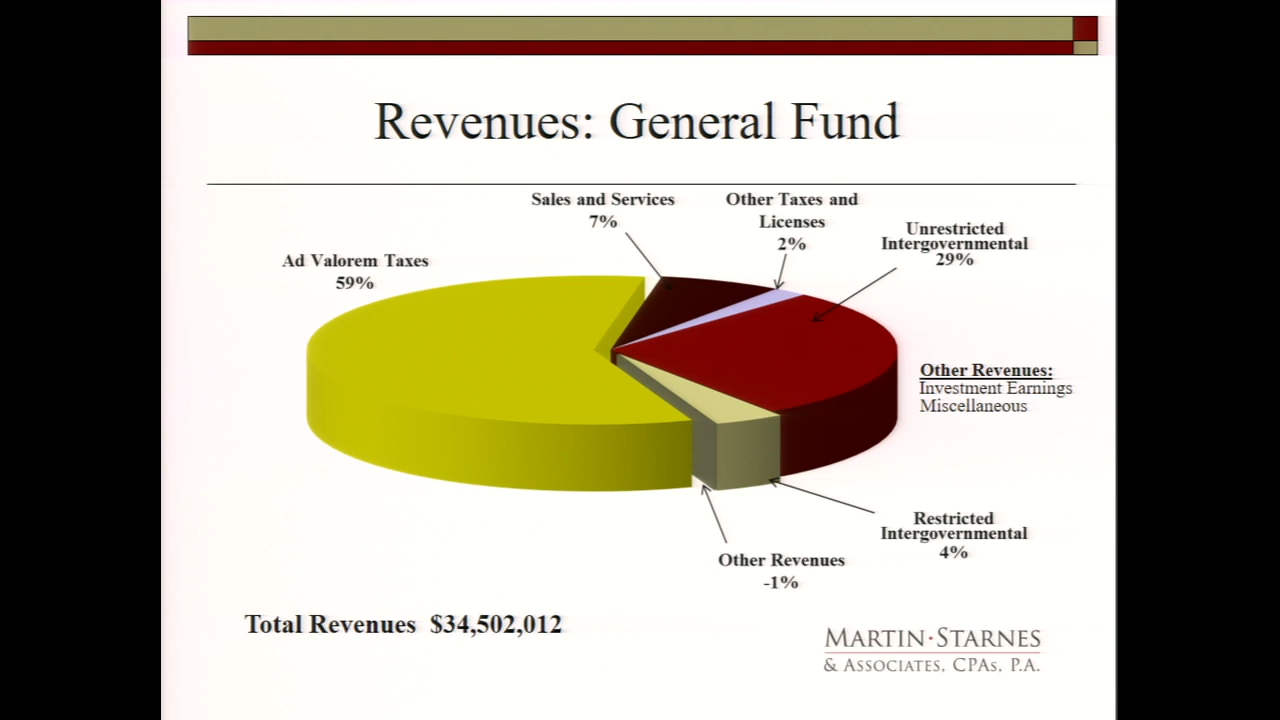 Revenues: General Fund
Sales and Services
7%
Other Taxes and
Licenses
2%
Unrestricted
Intergovernmental
29%
Ad Valorem Taxes
59%
Other Revenues:
Investment Earnings
Miscellaneous
Restricted
Intergovernmental
4%
Other Revenues
-1%
Total Revenues $34,502,012
MARTIN·STARNES
& ASSOCIATES, CPAs, P.A.